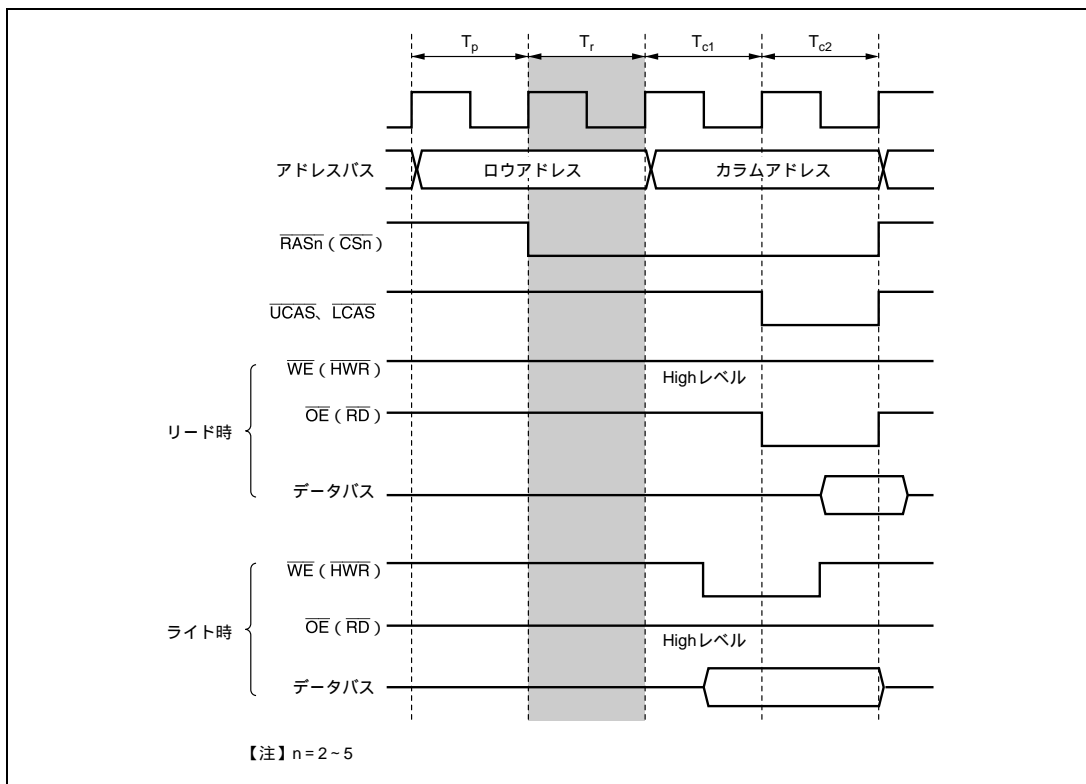 Tp Tr Tc1 Tc2
アドレスバス ロウアドレス カラムアドレス
RASn（CSn）
UCAS、LCAS
WE（HWR） Highレベル
リード時 OE（RD）
データバス
WE（HWR）
ライト時 OE（RD） Highレベル
データバス
【注】n = 2~5